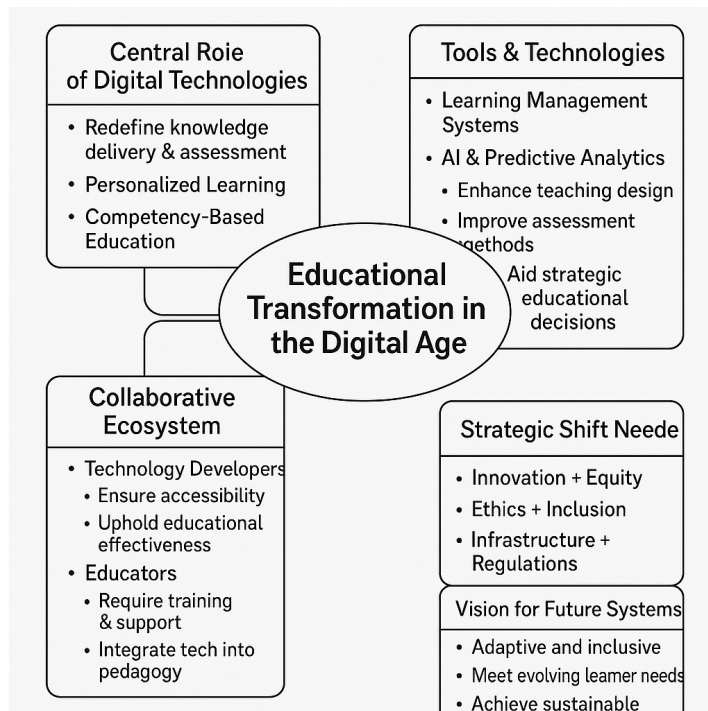 Central Roie
of Digital Technologies
• Redefine knowledge
delivery & assessment
• Personalized Learning
• Competency-Based
Education
Tools & Technologies
• Learning Management
Systems
• AI & Predictive Analytics
• Enhance teaching design
• Improve assessment
methods
Aid strategic
educational
decisions
Educational
Transformation in
the Digital Age
Collaborative
Ecosystem
• Technology Developers
• Ensure accessibility
• Uphold educational
effectiveness
• Educators
• Require training
& support
• Integrate tech into
pedagogy
Strategic Shift Neede
• Innovation + Equity
• Ethics + Inclusion
• Infrastructure +
Regulations
Vision for Future Systems
• Adaptive and inclusive
• Meet evolving leamer needs
• Achieve sustainable